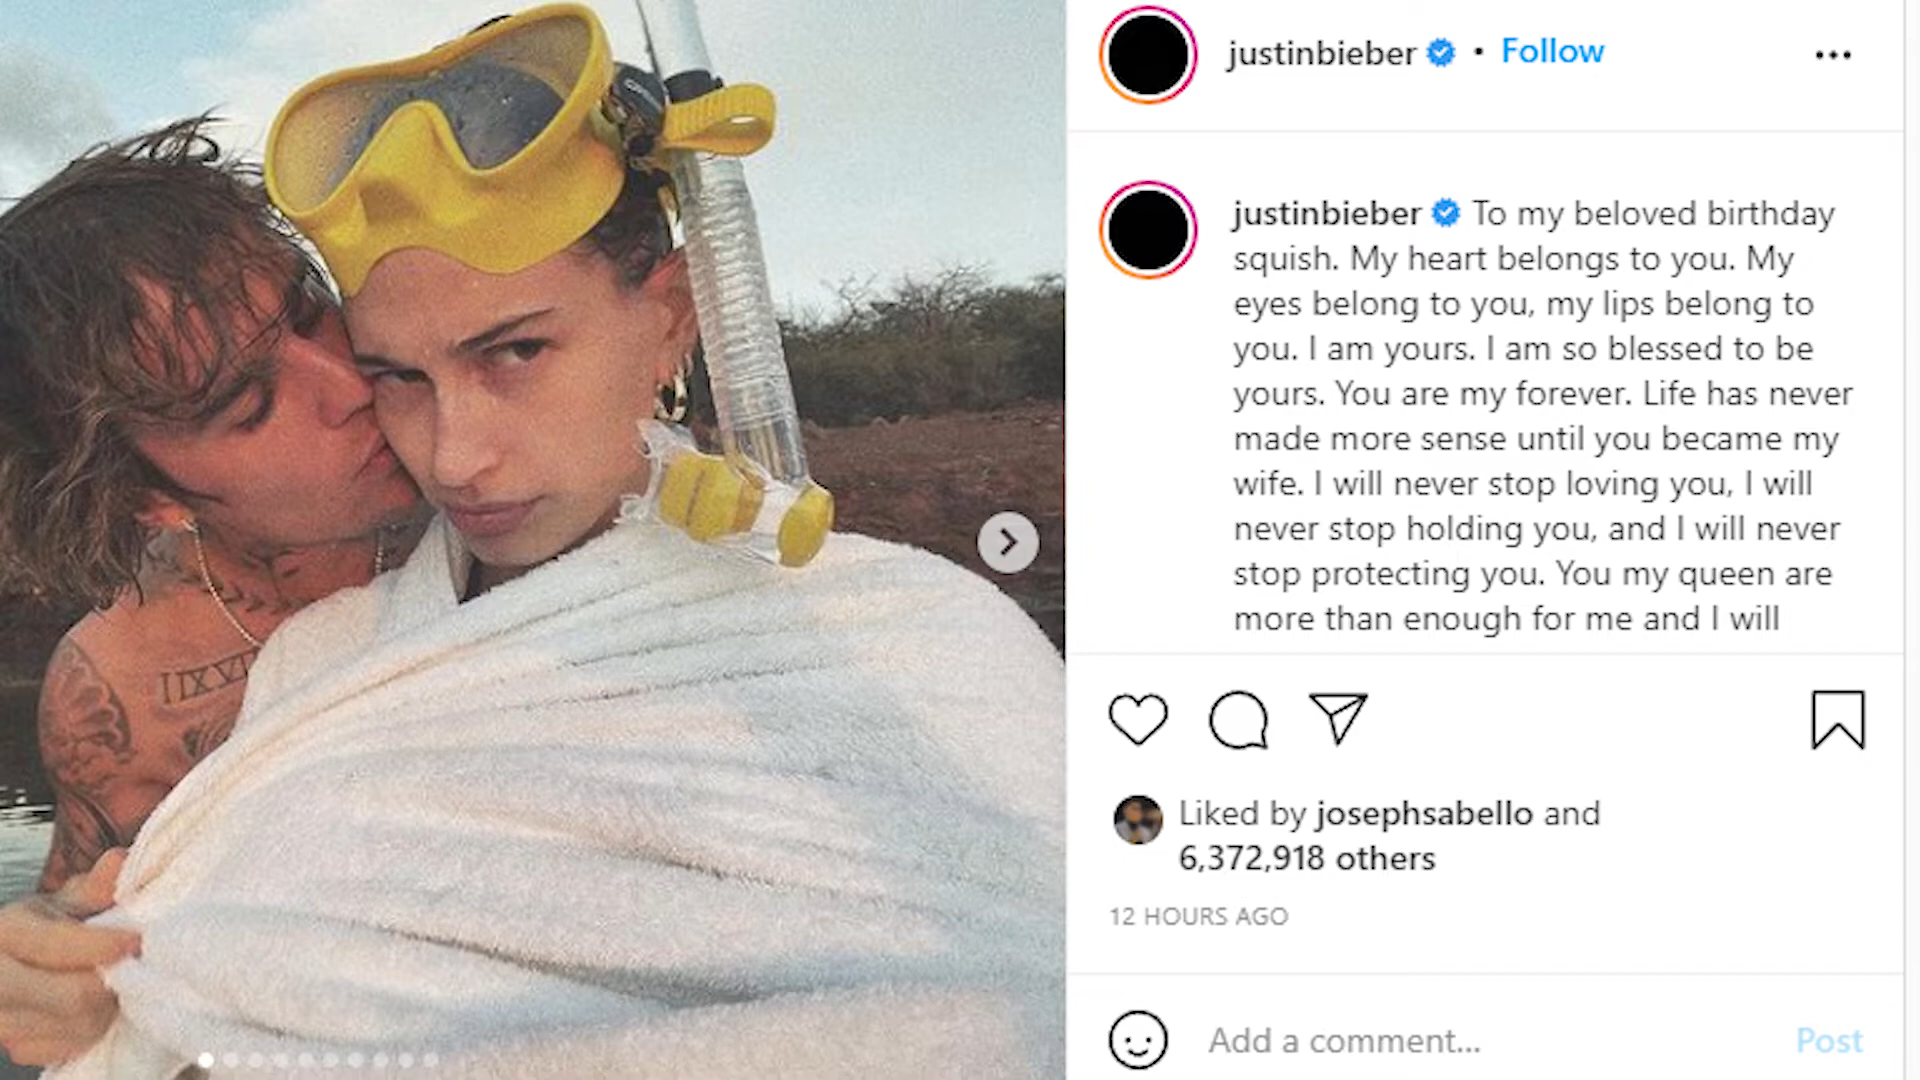 justinbieber • Follow
justinbieber To my beloved birthday
squish. My heart belongs to you. My
eyes belong to you, my lips belong to
you. I am yours. I am so blessed to be
yours. You are my forever. Life has never
made more sense until you became my
wife. I will never stop loving you, I will
never stop holding you, and I will never
stop protecting you. You my queen are
more than enough for me and I will
IIXVI
Liked by josephsabello and
6,372,918 others
12 HOURS AGO
Add a comment... Post